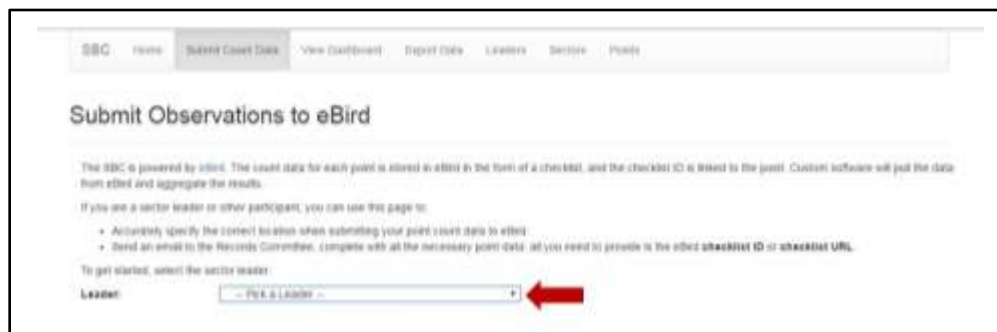 SBC Home Submit Count Data View Dashboard Export Data Leaders Sectors Points
Submit Observations to eBird
The SBC is powered by eBird. The count data for each point is stored in eBird in the form of a checklist, and the checklist ID is linked to the point. Custom software will pull the data
from eBird and aggregate the results.
If you are a sector leader or other participant, you can use this page to:
Accurately specify the correct location when submitting your point count data to eBird
Send an email to the Records Committee, complete with all the necessary point data: all you need to provide is the eBird checklist ID or checklist URL.
To get started, select the sector leader:
Leader: -- Pick a Leader --